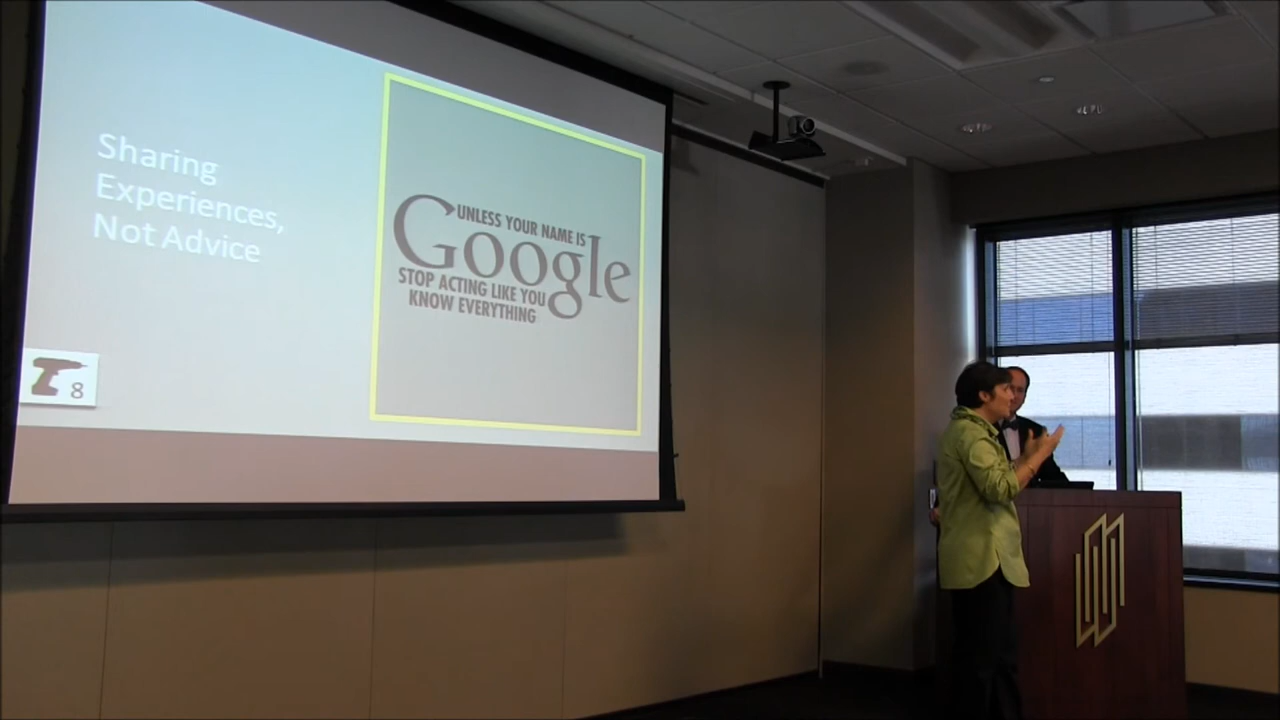 Sharing
Experiences,
Not Advice
UNLESS YOUR NAME IS
Google
STOP ACTING LIKE YOU
KNOW EVERYTHING
8